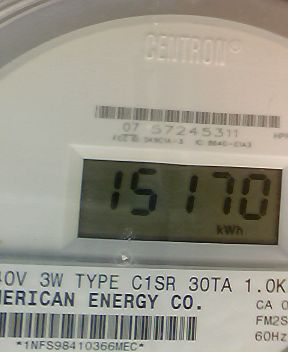 CENTRON®
07 57245311
15170
kWh
40V 3W TYPE C1SR 30TA 1.0K
MERICAN ENERGY CO.
CA 0
FM2S
60Hz
*1NFS98410366MEC*